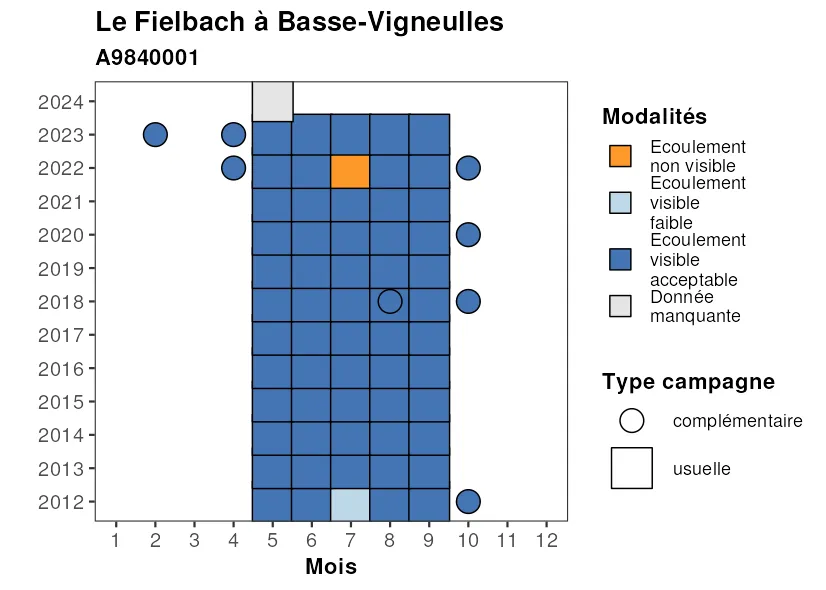 Le Fielbach à Basse-Vigneulles
A9840001
2024
2023
2022
2021
2020
2019
2018
2017
2016
2015
2014
2013
2012
1 2 3 4 5 6 7 8 9 10 11 12
Mois
Modalités
Ecoulement
non visible
Ecoulement
visible
faible
Ecoulement
visible
acceptable
Donnée
manquante
Type campagne
complémentaire
usuelle